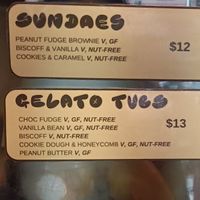 SUNDAES
PEANUT FUDGE BROWNIE V, GF
BISCOFF & VANILLA V, NUT-FREE
COOKIES & CARAMEL V, NUT-FREE
$12
GELATO TUBS
CHOC FUDGE V, GF, NUT-FREE
VANILLA BEAN V, GF, NUT-FREE
BISCOFF V, NUT-FREE
COOKIE DOUGH & HONEYCOMB V, GF, NUT-FREE
PEANUT BUTTER V, GF
$13